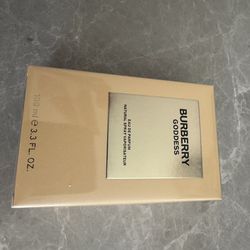 BURBERRY
GODDESS
EAU DE PARFUM
NATURAL SPRAY VAPORISATEUR
100 ml ℮ 3.3 FL. OZ.